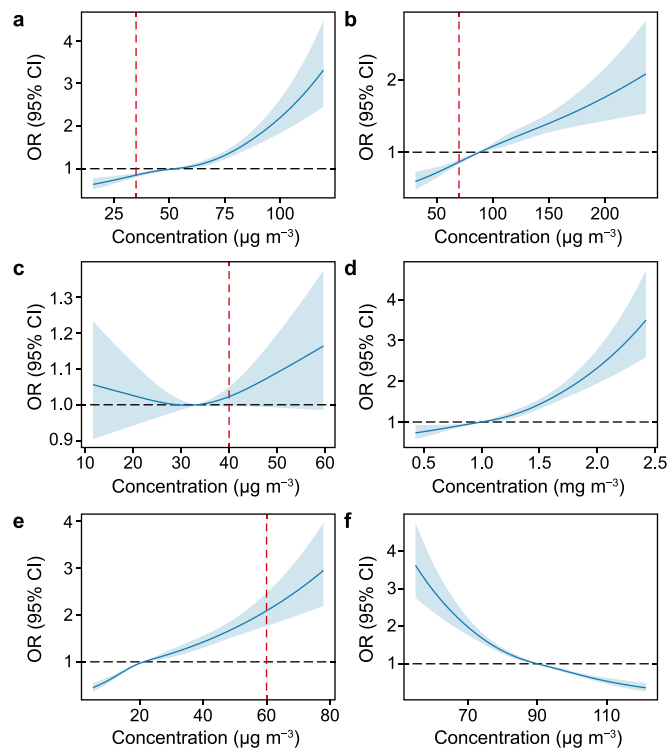 a
OR (95% CI)
4
3
2
1
25 50 75 100
Concentration (μg m⁻³)
b
OR (95% CI)
2
1
50 100 150 200
Concentration (μg m⁻³)
c
OR (95% CI)
1.3
1.2
1.1
1.0
0.9
10 20 30 40 50 60
Concentration (μg m⁻³)
d
OR (95% CI)
4
3
2
1
0.5 1.0 1.5 2.0 2.5
Concentration (mg m⁻³)
e
OR (95% CI)
4
3
2
1
20 40 60 80
Concentration (μg m⁻³)
f
OR (95% CI)
4
3
2
1
70 90 110
Concentration (μg m⁻³)